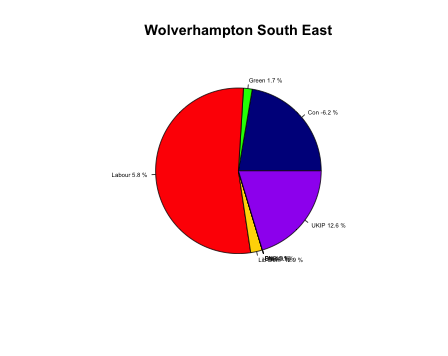 Wolverhampton South East
Green 1.7 %
Con -6.2 %
Labour 5.8 %
UKIP 12.6 %